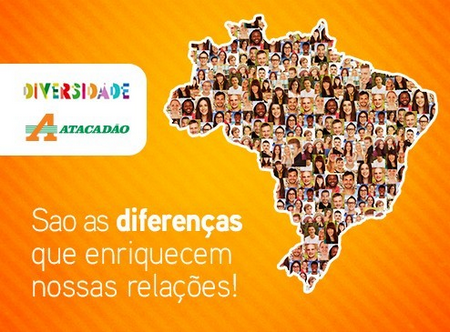 DIVERSIDADE
ATACADÃO
Sao as diferenças
que enriquecem
nossas relações!